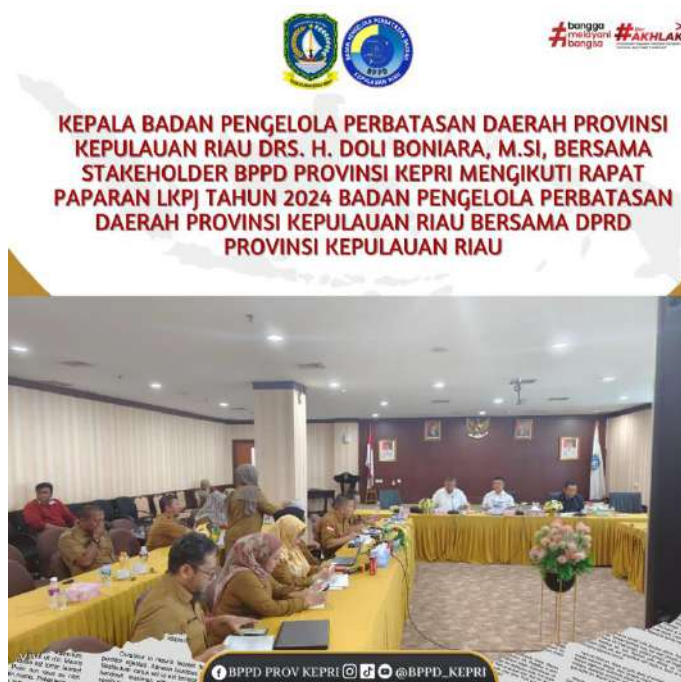 BPPD
# bangga
melayani
bangsa
#BerAKHLAK
KEPALA BADAN PENGELOLA PERBATASAN DAERAH PROVINSI
KEPULAUAN RIAU DRS. H. DOLI BONIARA, M.SI, BERSAMA
STAKEHOLDER BPPD PROVINSI KEPRI MENGIKUTI RAPAT
PAPARAN LKPJ TAHUN 2024 BADAN PENGELOLA PERBATASAN
DAERAH PROVINSI KEPULAUAN RIAU BERSAMA DPRD
PROVINSI KEPULAUAN RIAU
BPPD PROV KEPRI @BPPD_KEPRI